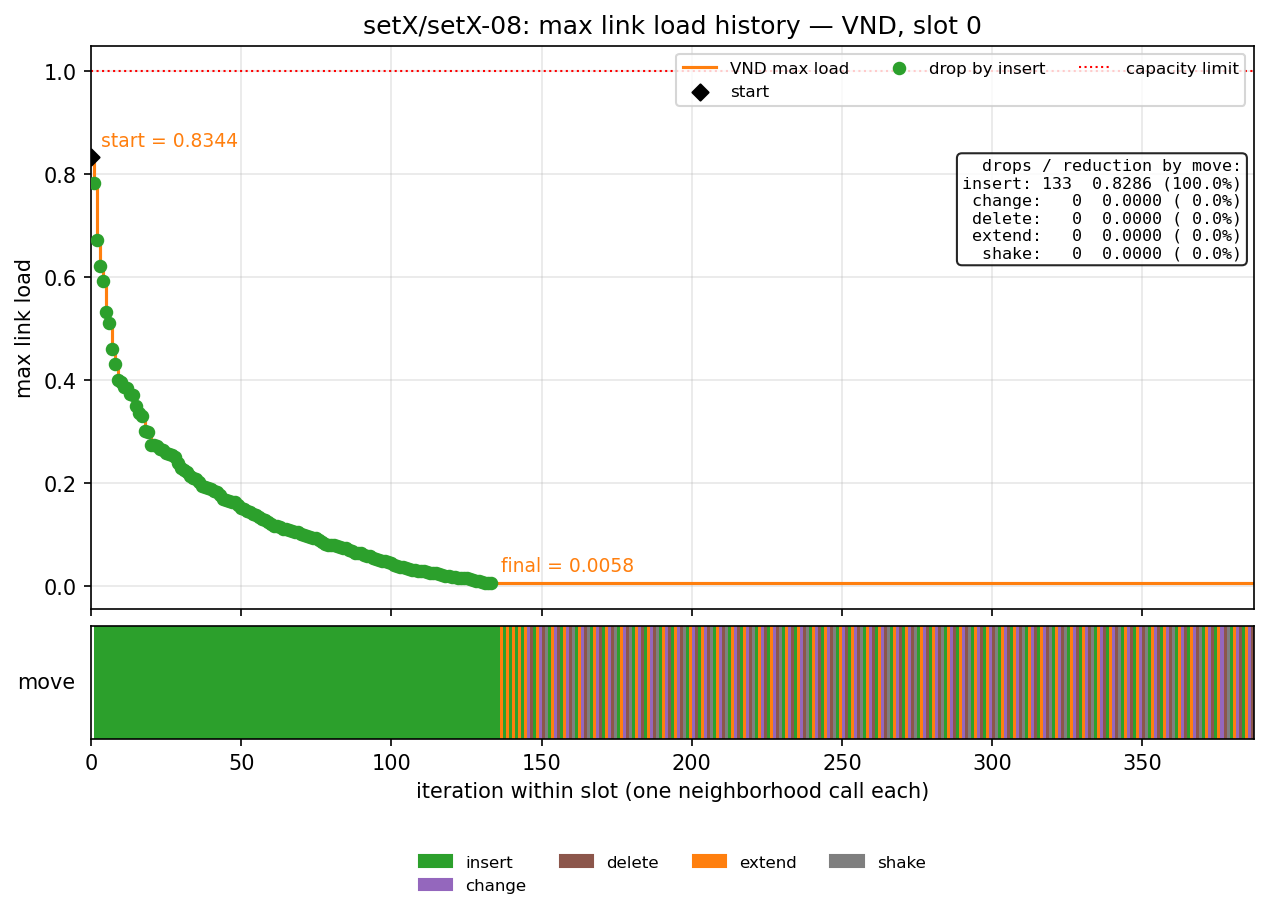 setX/setX-08: max link load history — VND, slot 0
max link load
1.0
0.8
0.6
0.4
0.2
0.0
VND max load
start
drop by insert
capacity limit
start = 0.8344
drops / reduction by move:
insert: 133  0.8286 (100.0%)
change:   0  0.0000 (  0.0%)
delete:   0  0.0000 (  0.0%)
extend:   0  0.0000 (  0.0%)
shake:   0  0.0000 (  0.0%)
final = 0.0058
move
0 50 100 150 200 250 300 350
iteration within slot (one neighborhood call each)
insert
change
delete
extend
shake